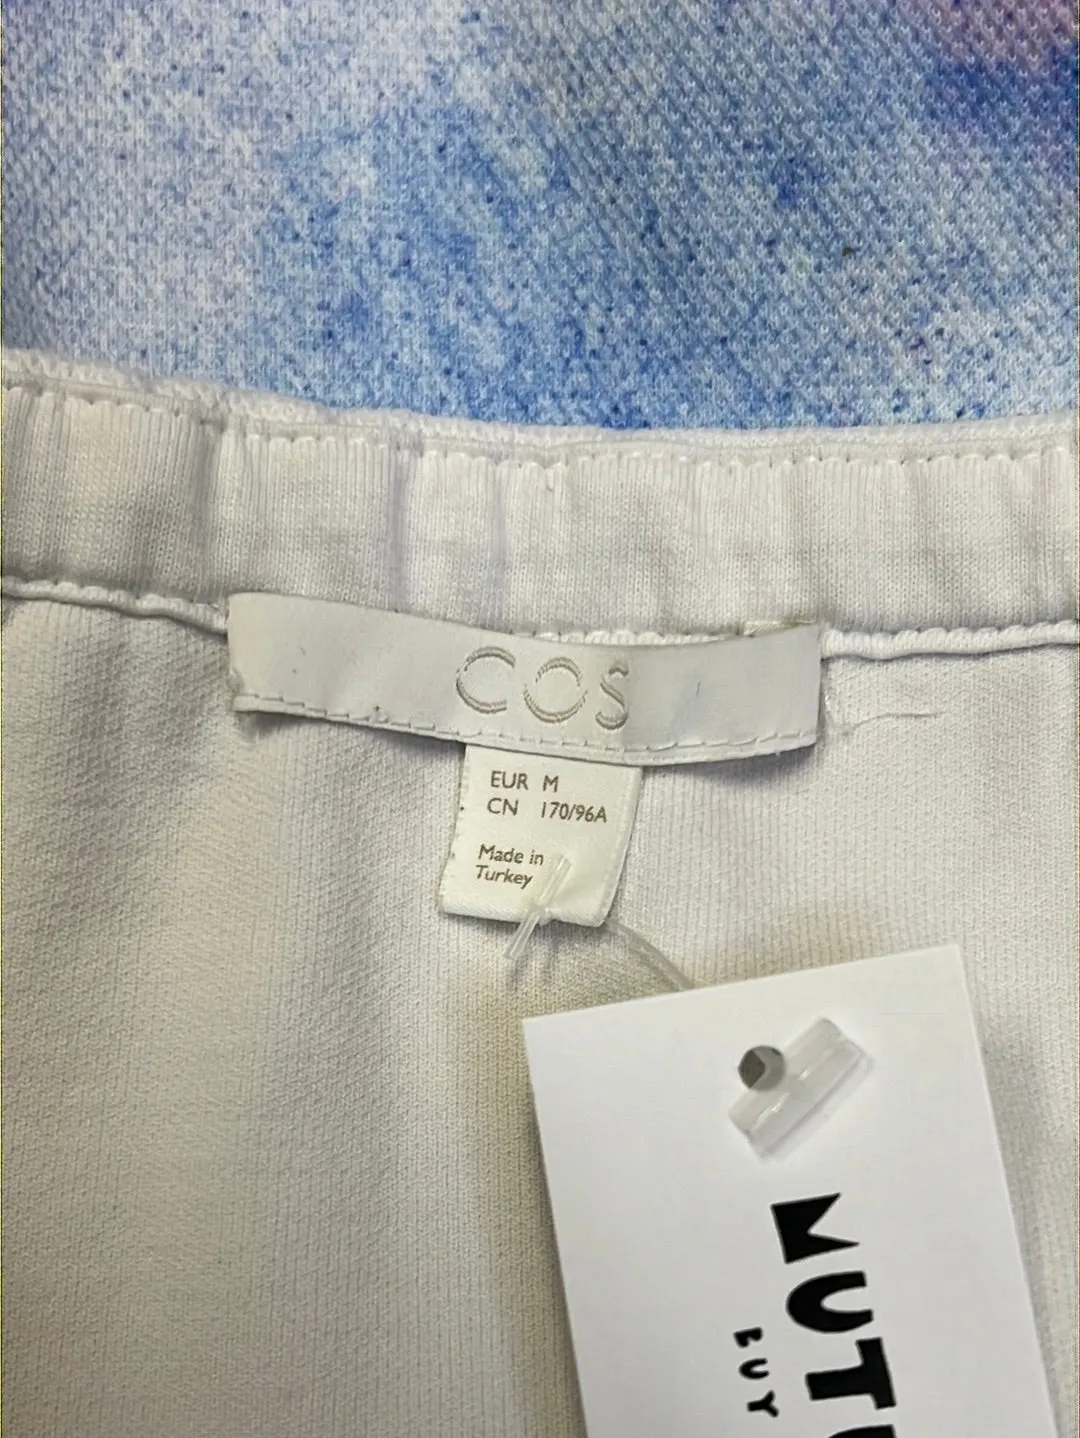 COS
EUR M
CN 170/96A
Made in
Turkey